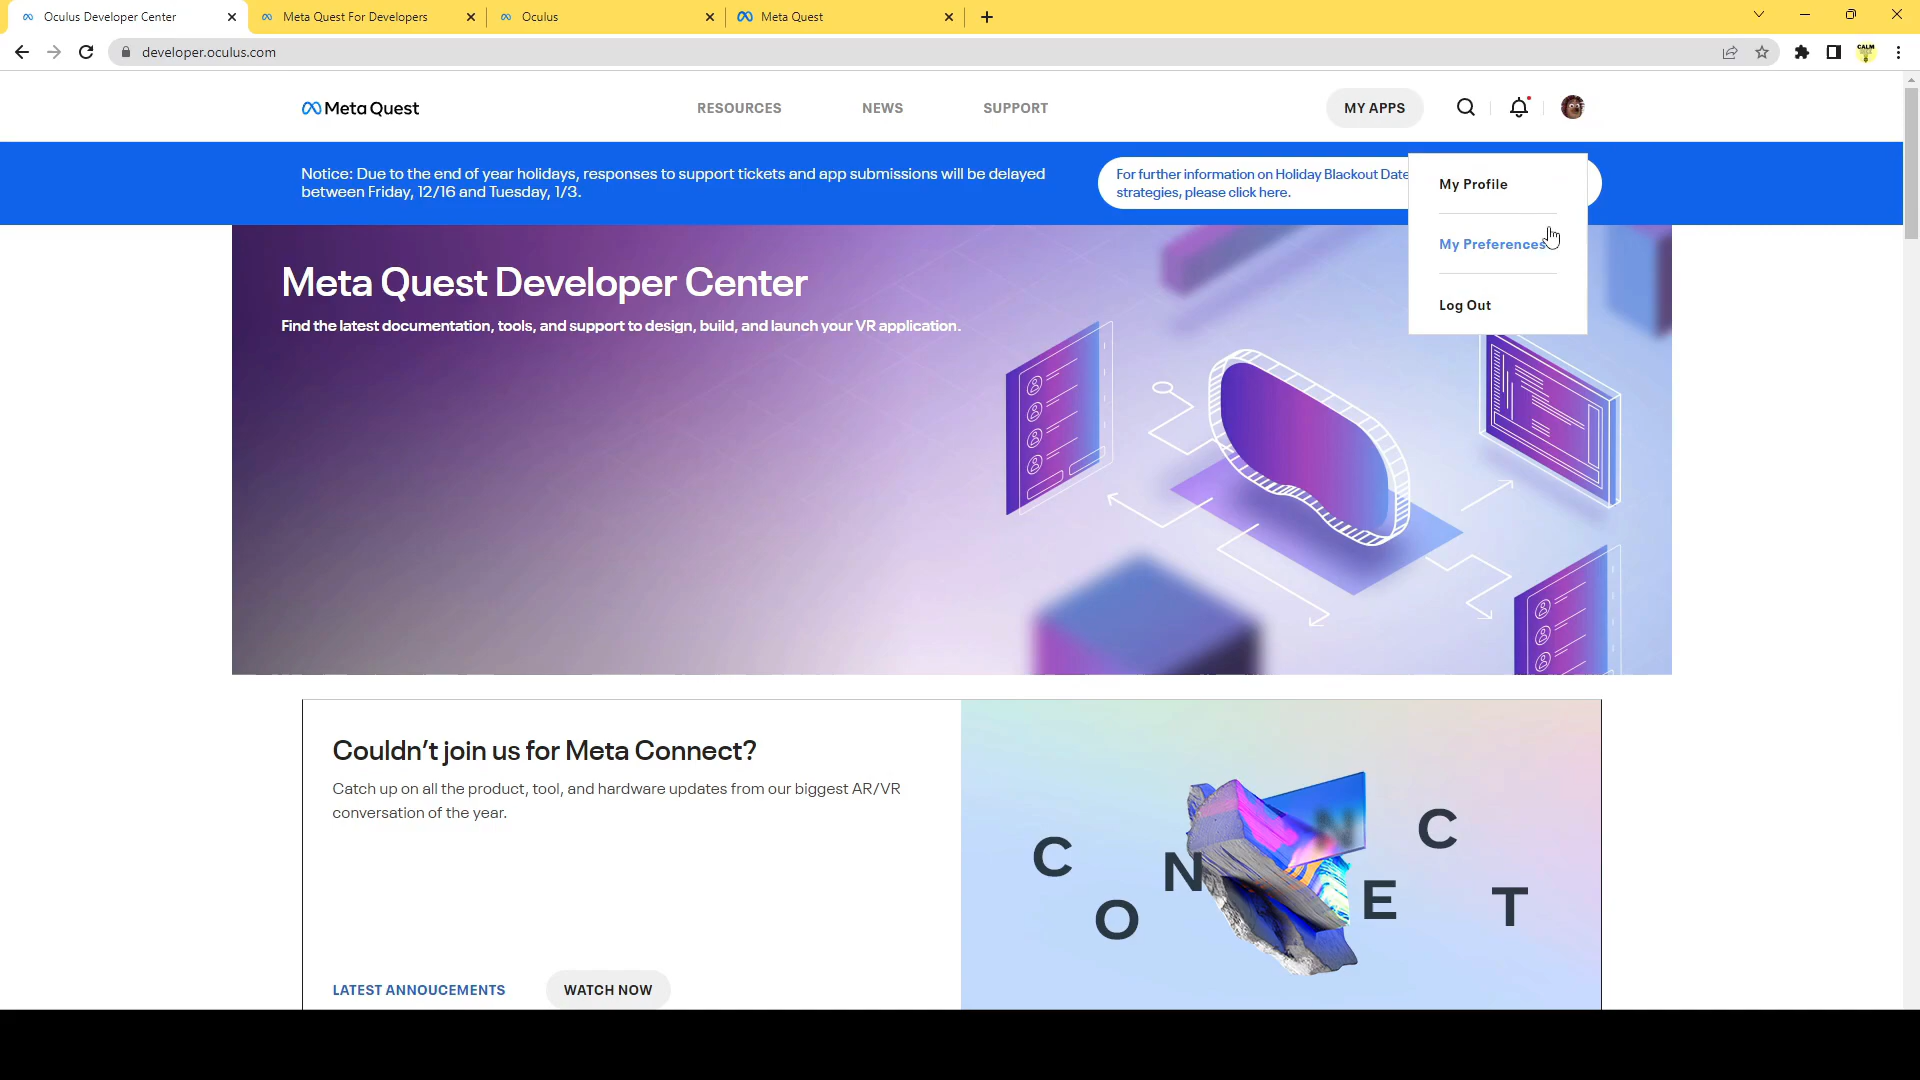 Oculus Developer Center
Meta Quest For Developers
Oculus
Meta Quest
developer.oculus.com
CALM
Meta Quest
RESOURCES
NEWS
SUPPORT
MY APPS
Notice: Due to the end of year holidays, responses to support tickets and app submissions will be delayed
between Friday, 12/16 and Tuesday, 1/3.
For further information on Holiday Blackout Date
strategies, please click here.
My Profile
My Preferences
Log Out
Meta Quest Developer Center
Find the latest documentation, tools, and support to design, build, and launch your VR application.
Couldn't join us for Meta Connect?
Catch up on all the product, tool, and hardware updates from our biggest AR/VR
conversation of the year.
LATEST ANNOUCEMENTS
WATCH NOW
C O N N E C T